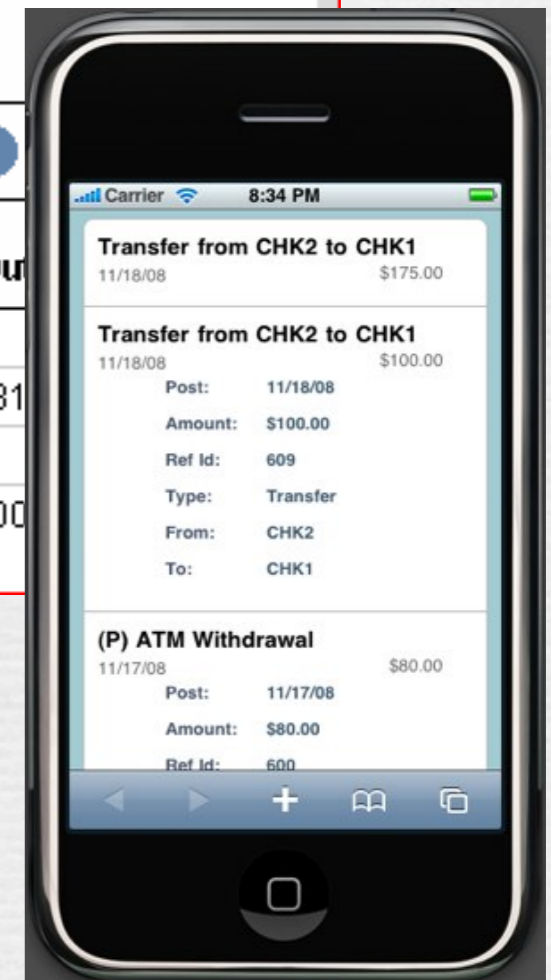 Carrier 8:34 PM
Transfer from CHK2 to CHK1
11/18/08 $175.00
Transfer from CHK2 to CHK1
11/18/08 $100.00
Post: 11/18/08
Amount: $100.00
Ref Id: 609
Type: Transfer
From: CHK2
To: CHK1
(P) ATM Withdrawal
11/17/08 $80.00
Post: 11/17/08
Amount: $80.00
Ref Id: 600